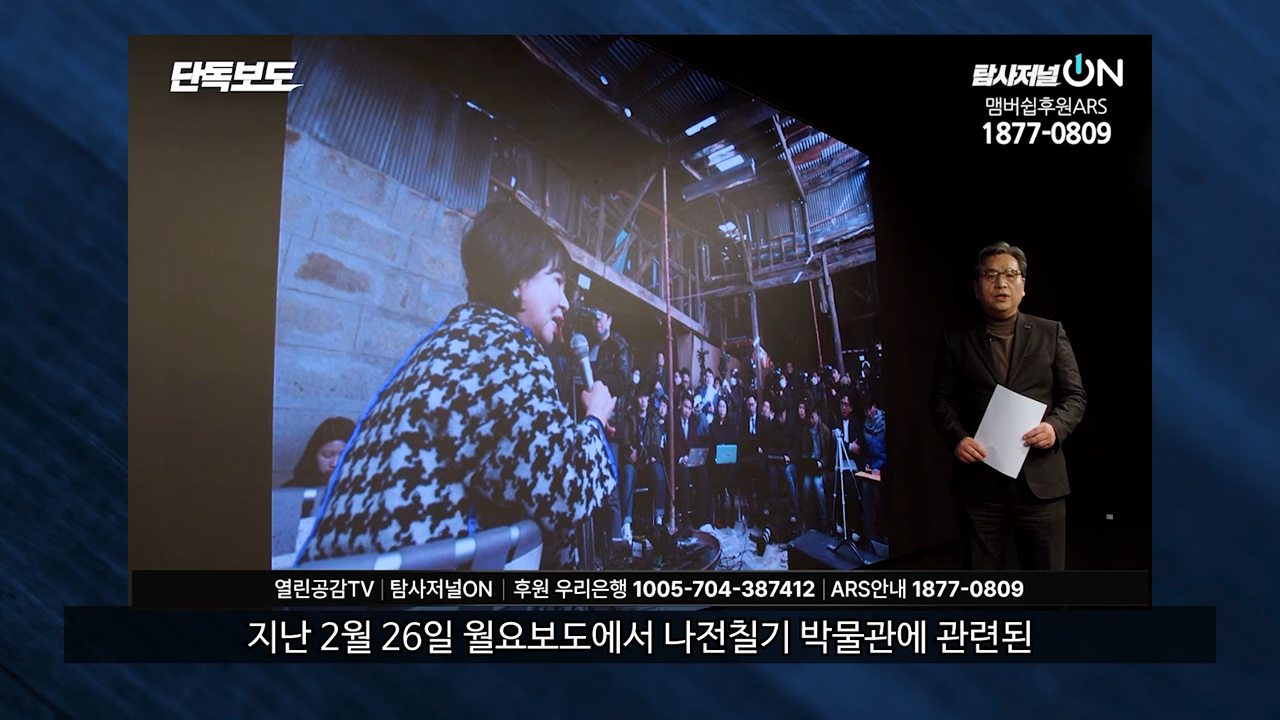 단독보도
탐사저널ON
맴버쉽후원ARS
1877-0809
열린공감TV | 탐사저널ON | 후원 우리은행 1005-704-387412 | ARS안내 1877-0809
지난 2월 26일 월요보도에서 나전칠기 박물관에 관련된